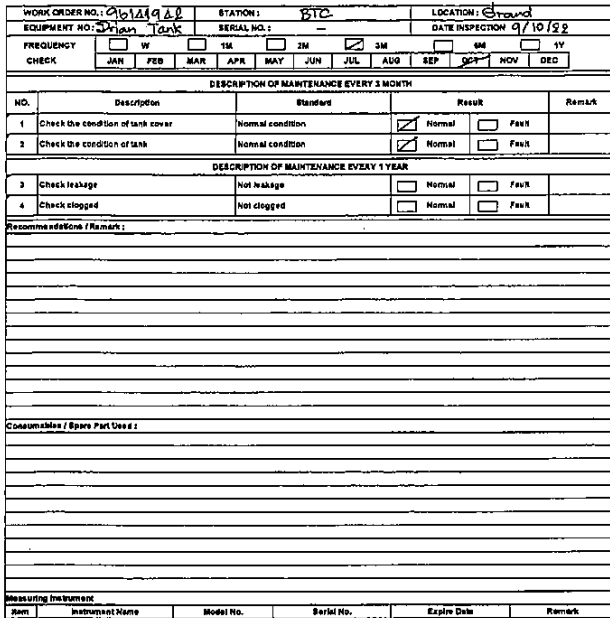 WORK ORDER NO.: STATION: BTC LOCATION: Ground
EQUIPMENT NO: Drian Tank SERIAL NO.: – DATE INSPECTION 9/10/22
FREQUENCY W 1M 2M 3M 6M 1Y
CHECK JAN FEB MAR APR MAY JUN JUL AUG SEP OCT NOV DEC
DESCRIPTION OF MAINTENANCE EVERY 3 MONTH
NO. Description Standard Result Remark
1 Check the condition of tank cover Normal condition Normal Fault
2 Check the condition of tank Normal condition Normal Fault
DESCRIPTION OF MAINTENANCE EVERY 1 YEAR
3 Check leakage Not leakage Normal Fault
4 Check clogged Not clogged Normal Fault
Recommendations / Remark :
Consumables / Spare Part Used :
Measuring Instrument
Item Instrument Name Model No. Serial No. Expire Date Remark